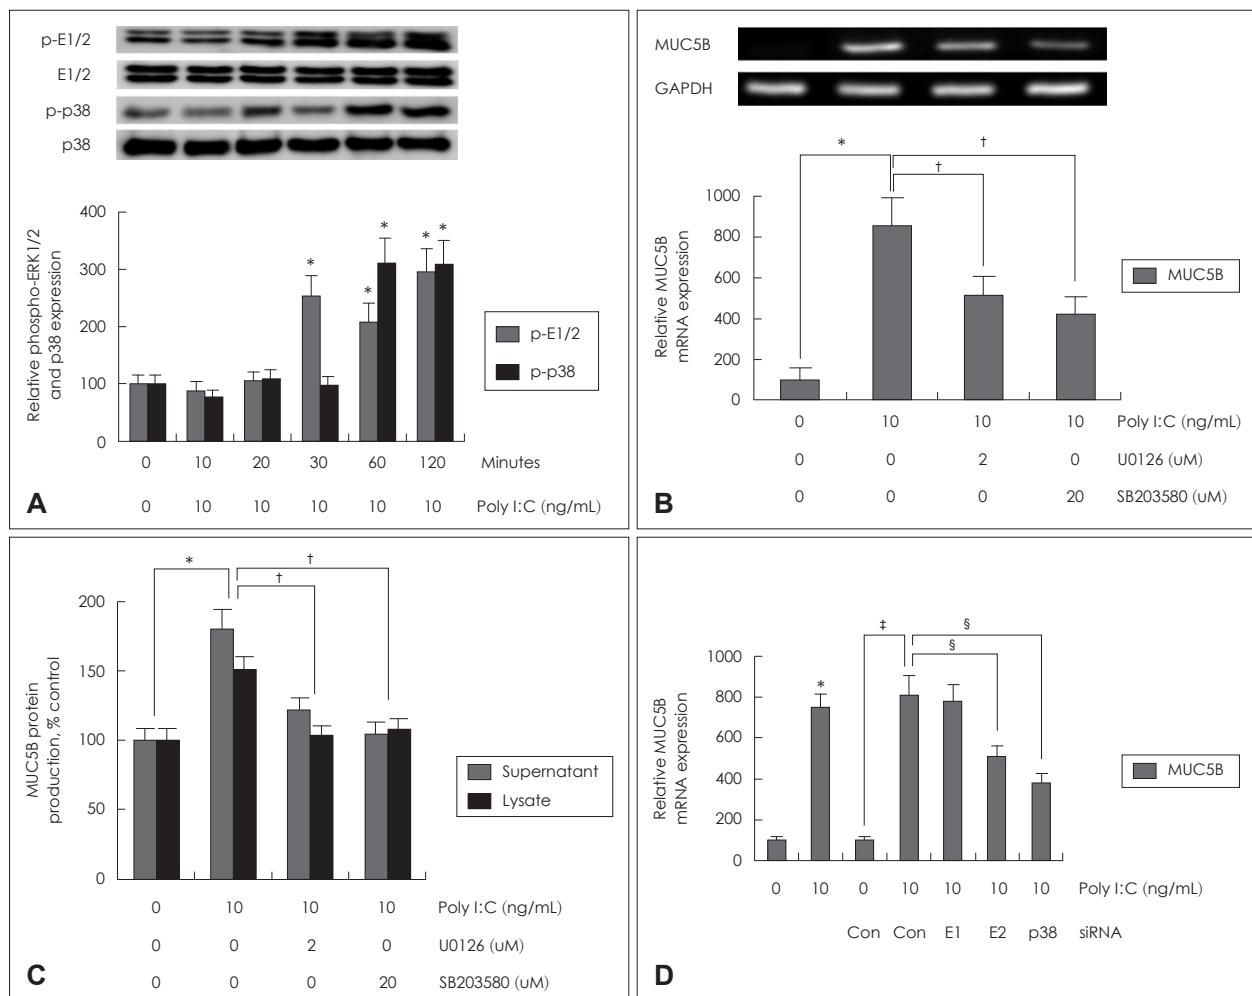 p-E1/2
E1/2
p-p38
p38
Relative phospho-ERK1/2
and p38 expression
400
300
200
100
0
* * * * *
p-E1/2
p-p38
0 10 20 30 60 120 Minutes
0 10 10 10 10 10 Poly I:C (ng/mL)
A
MUC5B
GAPDH
* † †
Relative MUC5B
mRNA expression
1000
800
600
400
200
0
MUC5B
0 10 10 10 Poly I:C (ng/mL)
0 0 2 0 U0126 (uM)
0 0 0 20 SB203580 (uM)
B
* † †
MUC5B protein
production, % control
200
150
100
50
0
Supernatant
Lysate
0 10 10 10 Poly I:C (ng/mL)
0 0 2 0 U0126 (uM)
0 0 0 20 SB203580 (uM)
C
* ‡ § §
Relative MUC5B
mRNA expression
1000
800
600
400
200
0
MUC5B
0 10 0 10 10 10 10 Poly I:C (ng/mL)
Con Con E1 E2 p38 siRNA
D